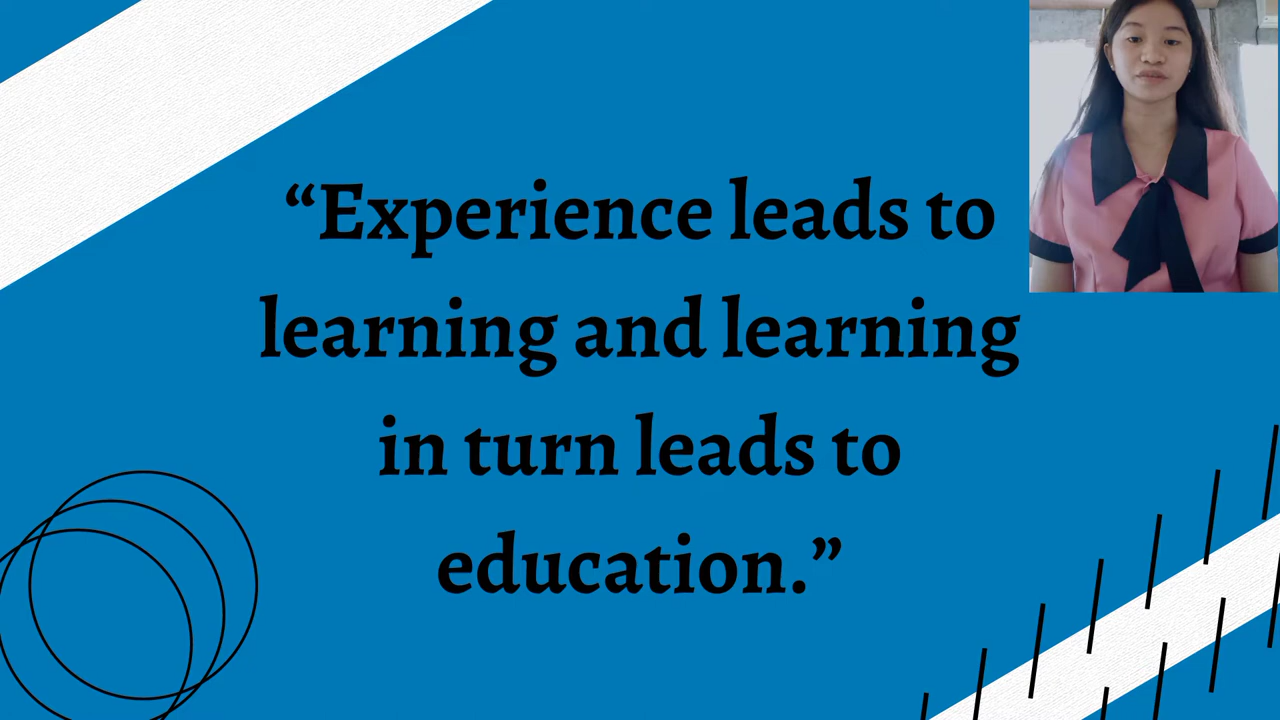 “Experience leads to
learning and learning
in turn leads to
education.”